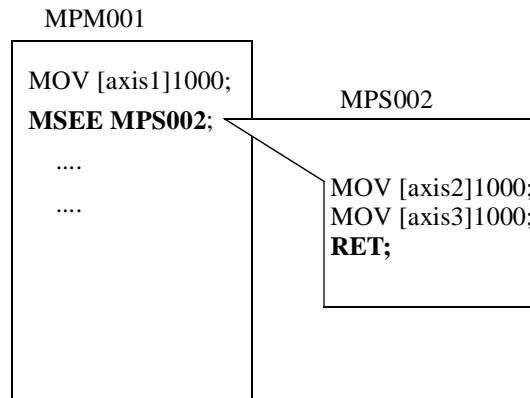 MPM001
MOV [axis1]1000;
MSEE MPS002;
....
....
MPS002
MOV [axis2]1000;
MOV [axis3]1000;
RET;